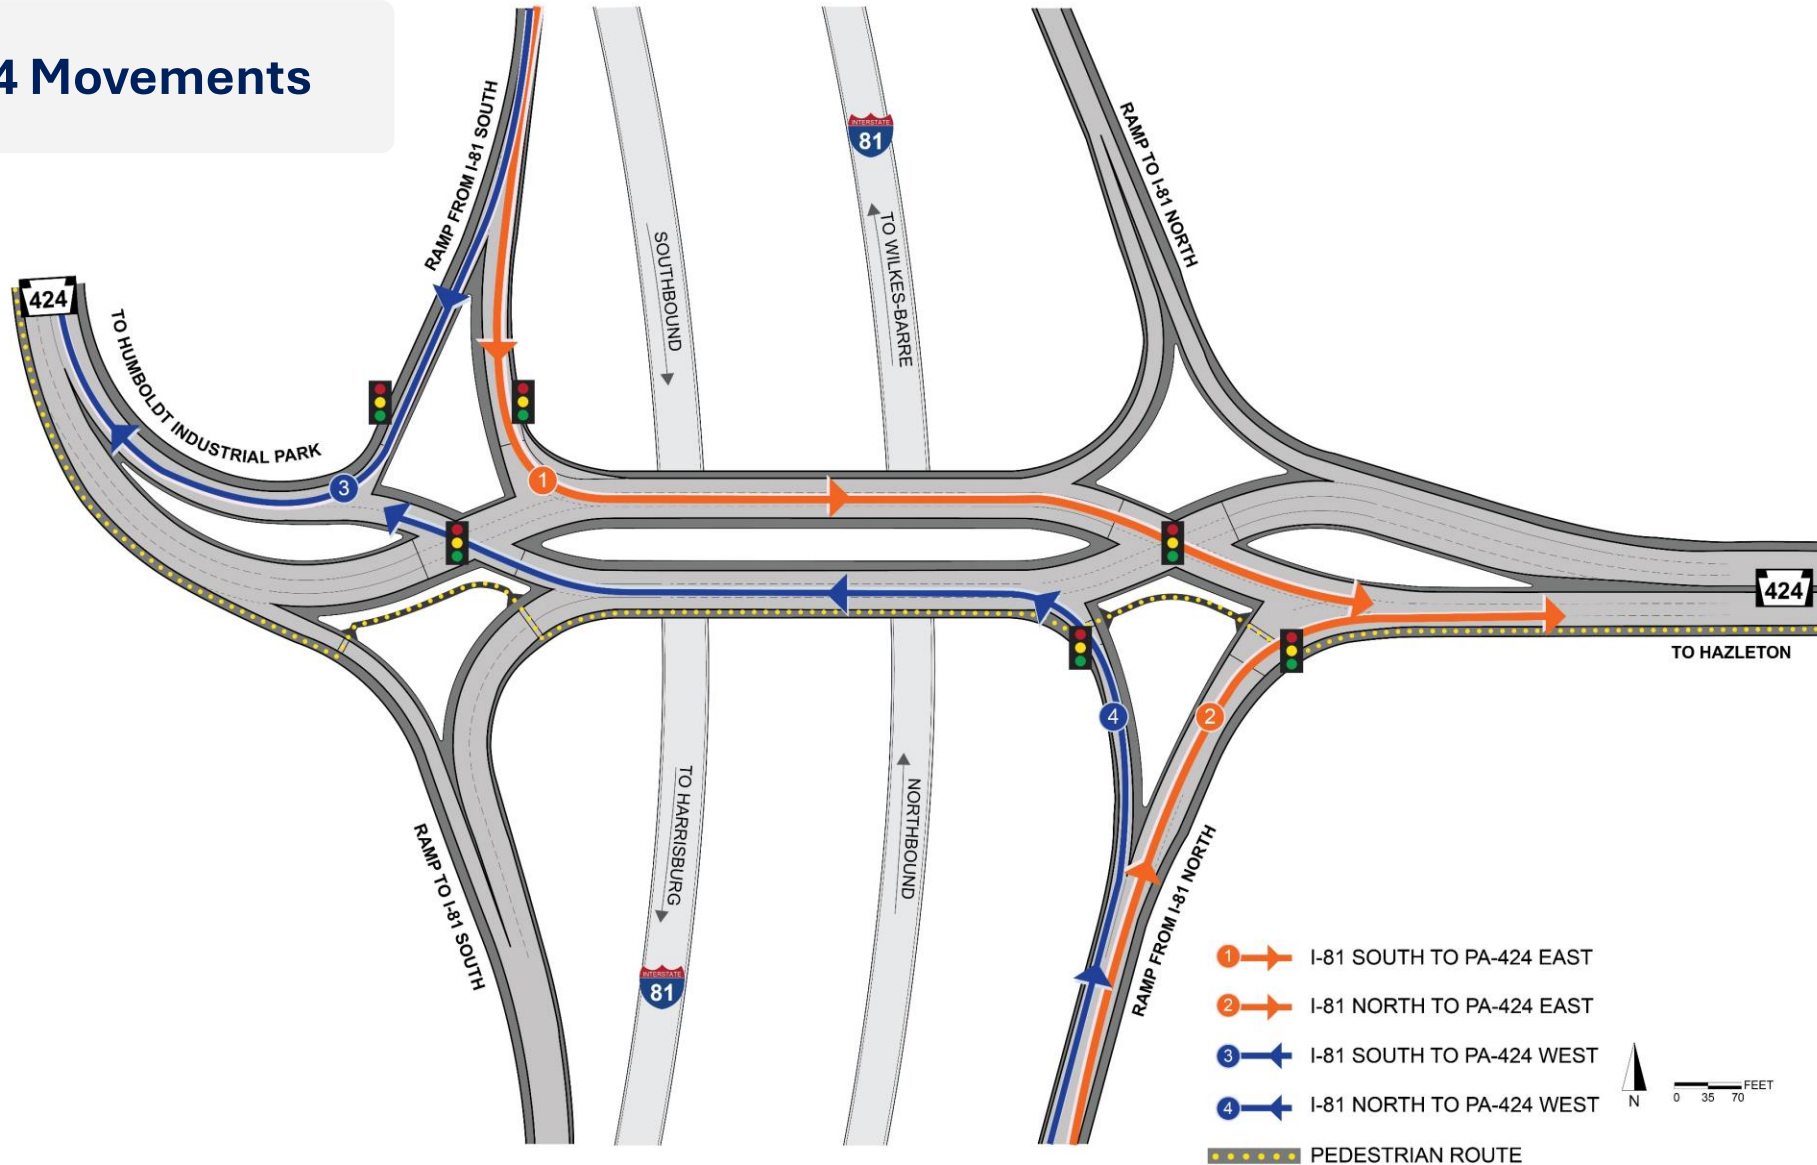 4 Movements
RAMP FROM I-81 SOUTH
INTERSTATE
81
RAMP TO I-81 NORTH
SOUTHBOUND
TO WILKES-BARRE
424
TO HUMBOLDT INDUSTRIAL PARK
3
1
424
TO HAZLETON
4
2
TO HARRISBURG
NORTHBOUND
RAMP TO I-81 SOUTH
RAMP FROM I-81 NORTH
INTERSTATE
81
1 I-81 SOUTH TO PA-424 EAST
2 I-81 NORTH TO PA-424 EAST
3 I-81 SOUTH TO PA-424 WEST
4 I-81 NORTH TO PA-424 WEST
PEDESTRIAN ROUTE
N
FEET
0 35 70